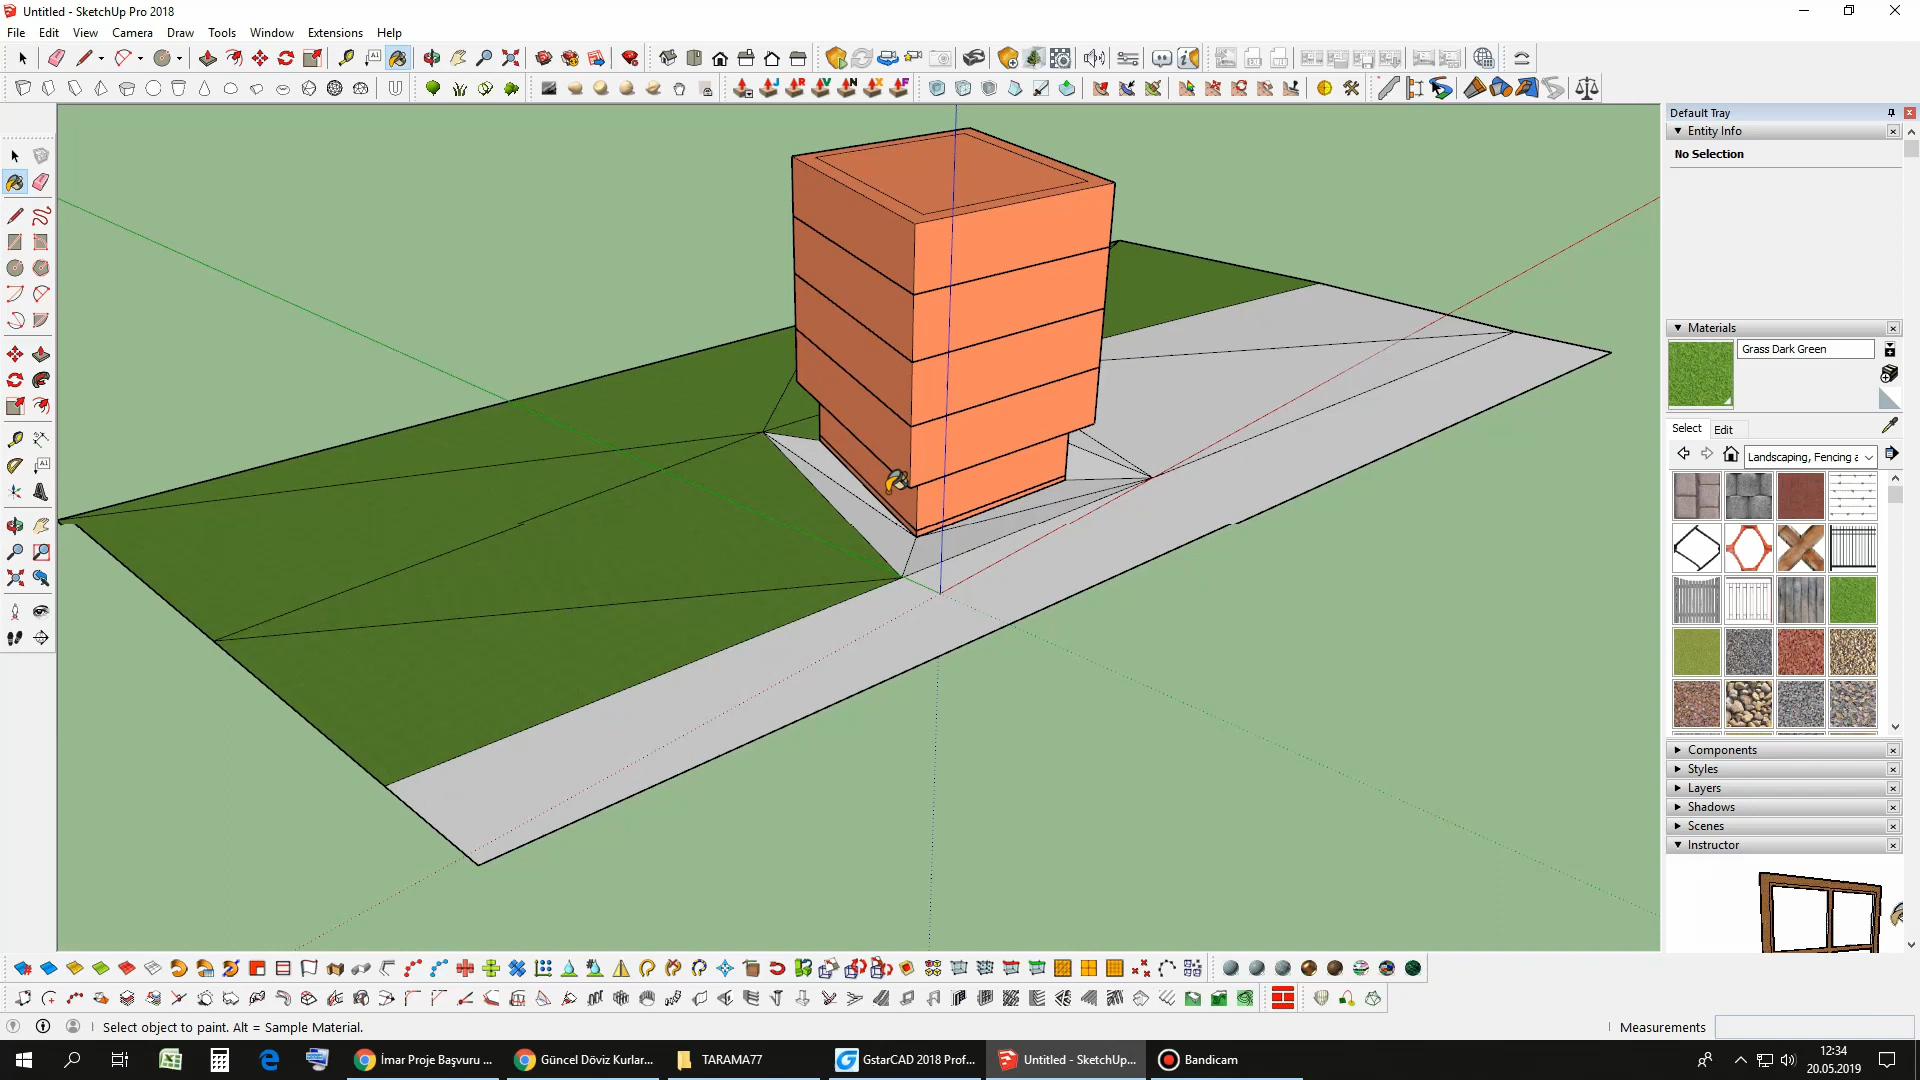 Untitled - SketchUp Pro 2018
File Edit View Camera Draw Tools Window Extensions Help
J R V N X F
Default Tray
Entity Info
No Selection
Materials
Grass Dark Green
Select Edit
Landscaping, Fencing a
Components
Styles
Layers
Shadows
Scenes
Instructor
Select object to paint. Alt = Sample Material.
Measurements
İmar Proje Başvuru ...
Güncel Döviz Kurlar...
TARAMA77
GstarCAD 2018 Prof...
Untitled - SketchUp...
Bandicam
12:34
20.05.2019